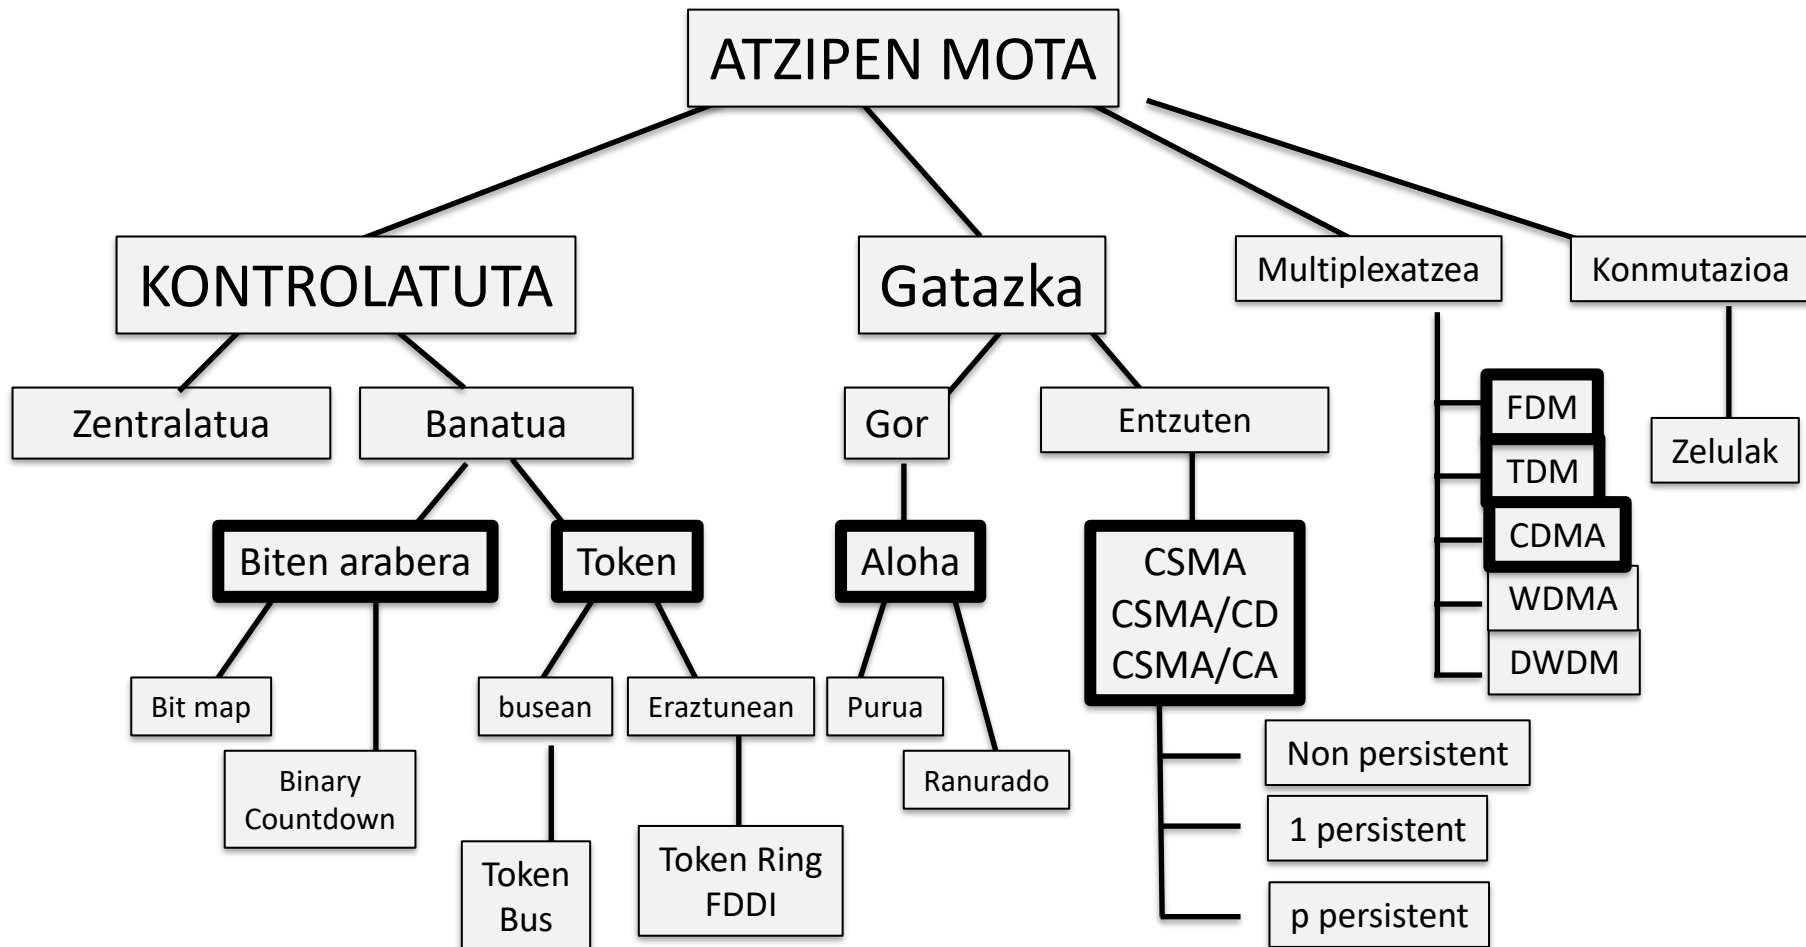 ATZIPEN MOTA
KONTROLATUTA
Gatazka
Multiplexatzea
Konmutazioa
Zentralatua
Banatua
Gor
Entzuten
FDM
TDM
CDMA
WDMA
DWDM
Zelulak
Biten arabera
Token
Aloha
CSMA
CSMA/CD
CSMA/CA
Bit map
Binary
Countdown
busean
Eraztunean
Purua
Ranurado
Token
Bus
Token Ring
FDDI
Non persistent
1 persistent
p persistent